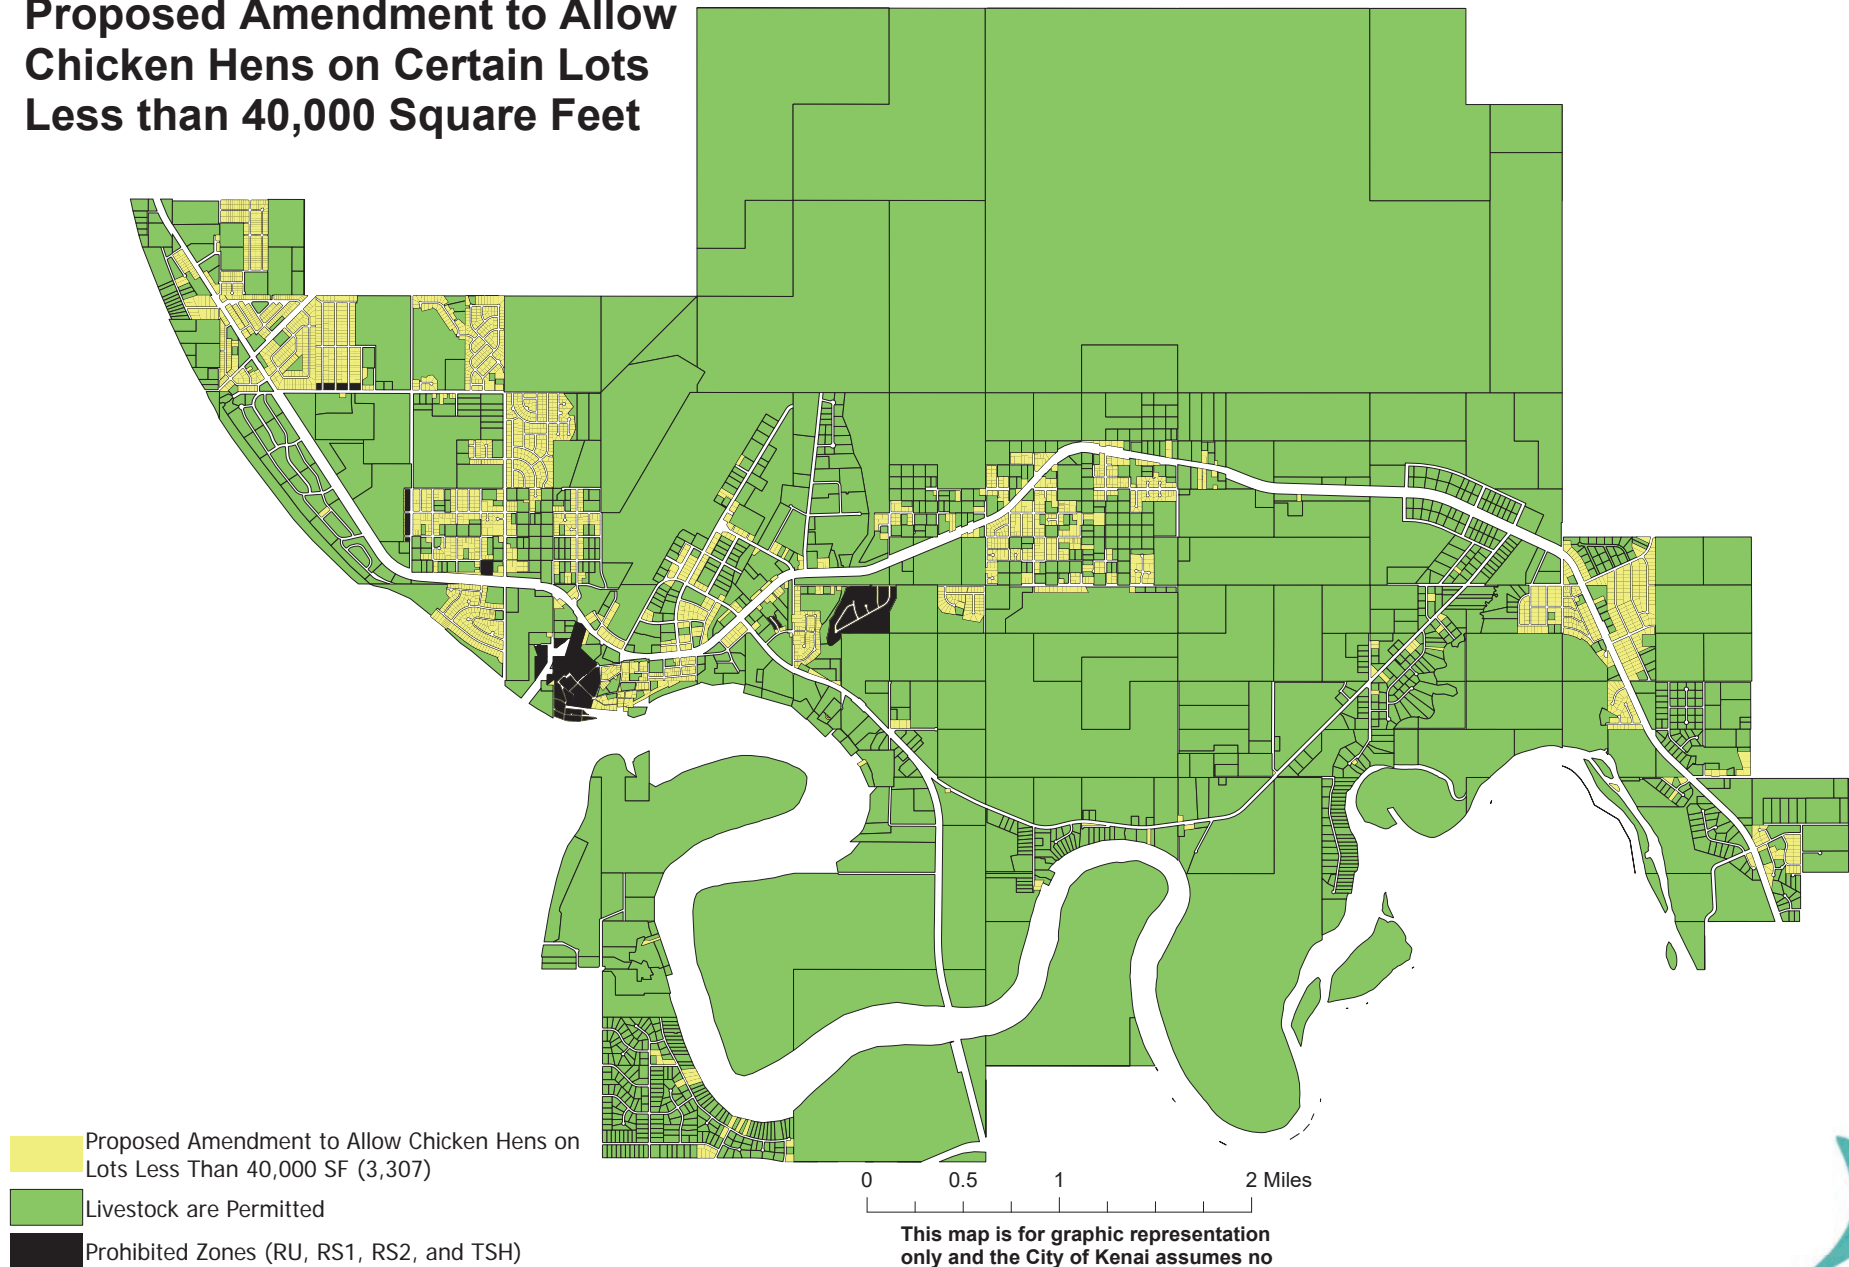 Proposed Amendment to Allow
Chicken Hens on Certain Lots
Less than 40,000 Square Feet
Proposed Amendment to Allow Chicken Hens on
Lots Less Than 40,000 SF (3,307)
Livestock are Permitted
Prohibited Zones (RU, RS1, RS2, and TSH)
0 0.5 1 2 Miles
This map is for graphic representation
only and the City of Kenai assumes no